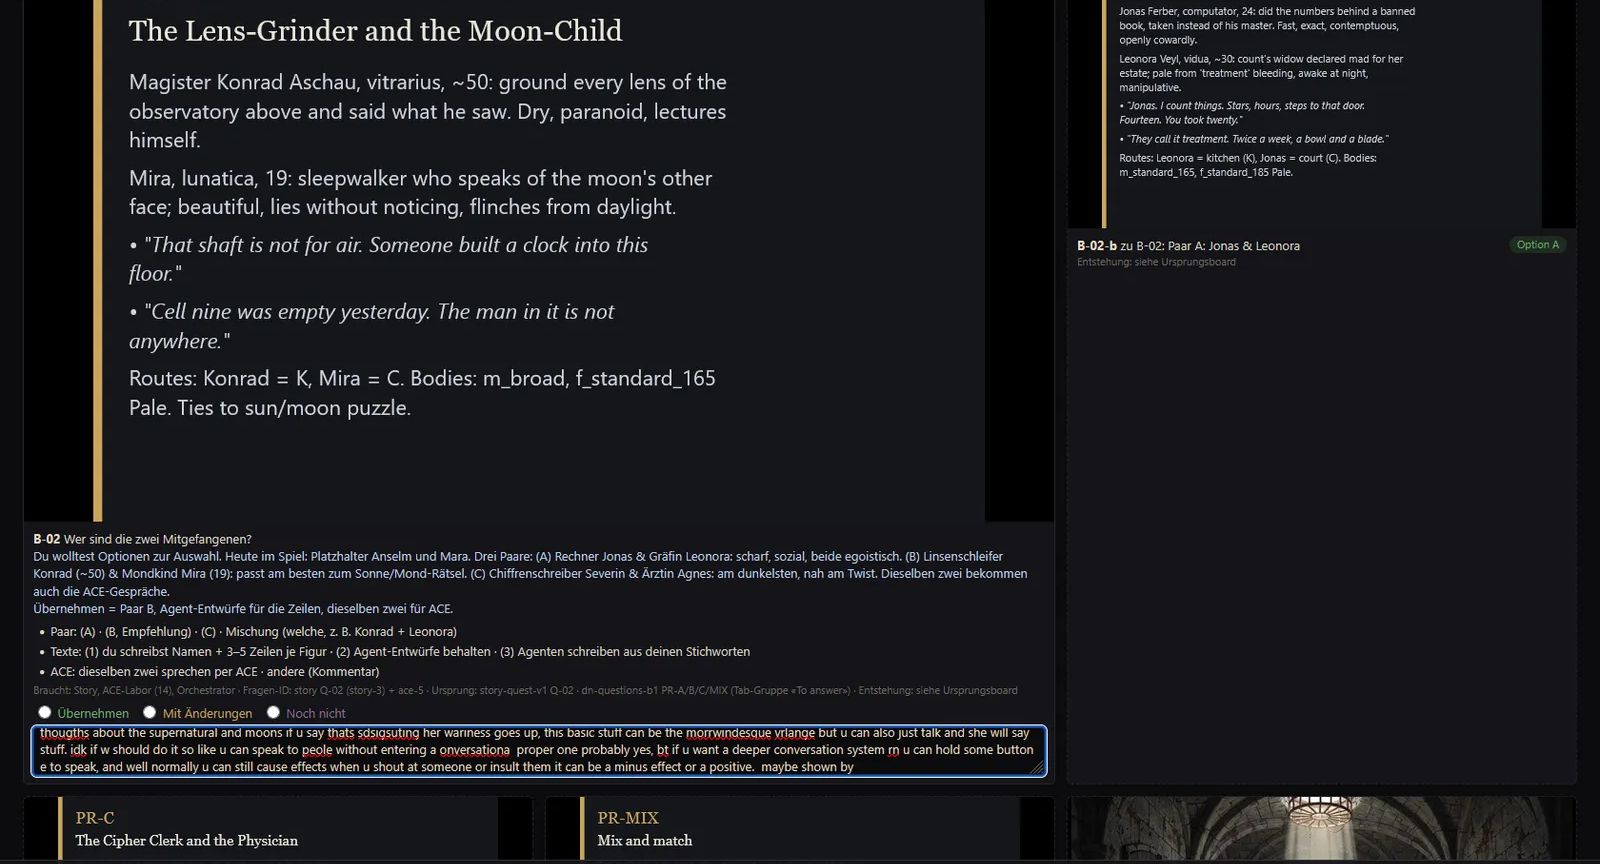 The Lens-Grinder and the Moon-Child
Magister Konrad Aschau, vitrarius, ~50: ground every lens of the
observatory above and said what he saw. Dry, paranoid, lectures
himself.
Mira, lunatica, 19: sleepwalker who speaks of the moon's other
face; beautiful, lies without noticing, flinches from daylight.
• "That shaft is not for air. Someone built a clock into this
floor."
• "Cell nine was empty yesterday. The man in it is not
anywhere."
Routes: Konrad = K, Mira = C. Bodies: m_broad, f_standard_165
Pale. Ties to sun/moon puzzle.
B-02 Wer sind die zwei Mitgefangenen?
Du wolltest Optionen zur Auswahl. Heute im Spiel: Platzhalter Anselm und Mara. Drei Paare: (A) Rechner Jonas & Gräfin Leonora: scharf, sozial, beide egoistisch. (B) Linsenschleifer
Konrad (~50) & Mondkind Mira (19): passt am besten zum Sonne/Mond-Rätsel. (C) Chiffrenschreiber Severin & Ärztin Agnes: am dunkelsten, nah am Twist. Dieselben zwei bekommen
auch die ACE-Gespräche.
Übernehmen = Paar B, Agent-Entwürfe für die Zeilen, dieselben zwei für ACE.
• Paar: (A) · (B, Empfehlung) · (C) · Mischung (welche, z. B. Konrad + Leonora)
• Texte: (1) du schreibst Namen + 3–5 Zeilen je Figur · (2) Agent-Entwürfe behalten · (3) Agenten schreiben aus deinen Stichworten
• ACE: dieselben zwei sprechen per ACE · andere (Kommentar)
Braucht: Story, ACE-Labor (14), Orchestrator · Fragen-ID: story Q-02 (story-3) + ace-5 · Ursprung: story-quest-v1 Q-02 · dn-questions-b1 PR-A/B/C/MIX (Tab-Gruppe «To answer») · Entstehung: siehe Ursprungsboard
Übernehmen Mit Änderungen Noch nicht
thougths about the supernatural and moons if u say thats sdsigsuting her wariness goes up, this basic stuff can be the morrwindesque vrlange but u can also just talk and she will say
stuff. idk if w should do it so like u can speak to peole without entering a onversationa proper one probably yes, bt if u want a deeper conversation system rn u can hold some button
e to speak, and well normally u can still cause effects when u shout at someone or insult them it can be a minus effect or a positive. maybe shown by
PR-C
The Cipher Clerk and the Physician
PR-MIX
Mix and match
Jonas Ferber, computator, 24: did the numbers behind a banned
book, taken instead of his master. Fast, exact, contemptuous,
openly cowardly.
Leonora Veyl, vidua, ~30: count's widow declared mad for her
estate; pale from 'treatment' bleeding, awake at night,
manipulative.
• "Jonas. I count things. Stars, hours, steps to that door.
Fourteen. You took twenty."
• "They call it treatment. Twice a week, a bowl and a blade."
Routes: Leonora = kitchen (K), Jonas = court (C). Bodies:
m_standard_165, f_standard_185 Pale.
B-02-b zu B-02: Paar A: Jonas & Leonora
Option A
Entstehung: siehe Ursprungsboard